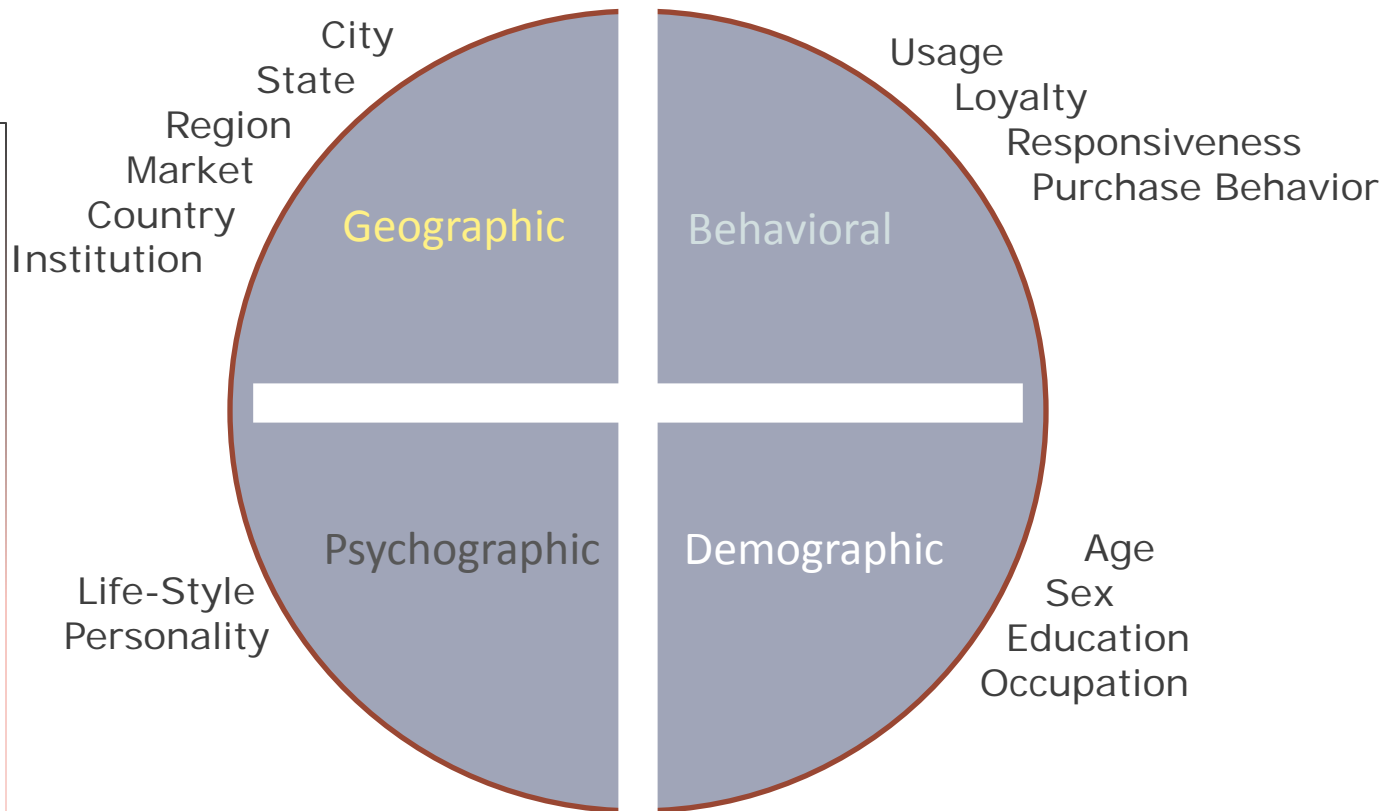 City
State
Region
Market
Country
Institution
Geographic
Usage
Loyalty
Responsiveness
Purchase Behavior
Behavioral
Psychographic
Life-Style
Personality
Demographic
Age
Sex
Education
Occupation